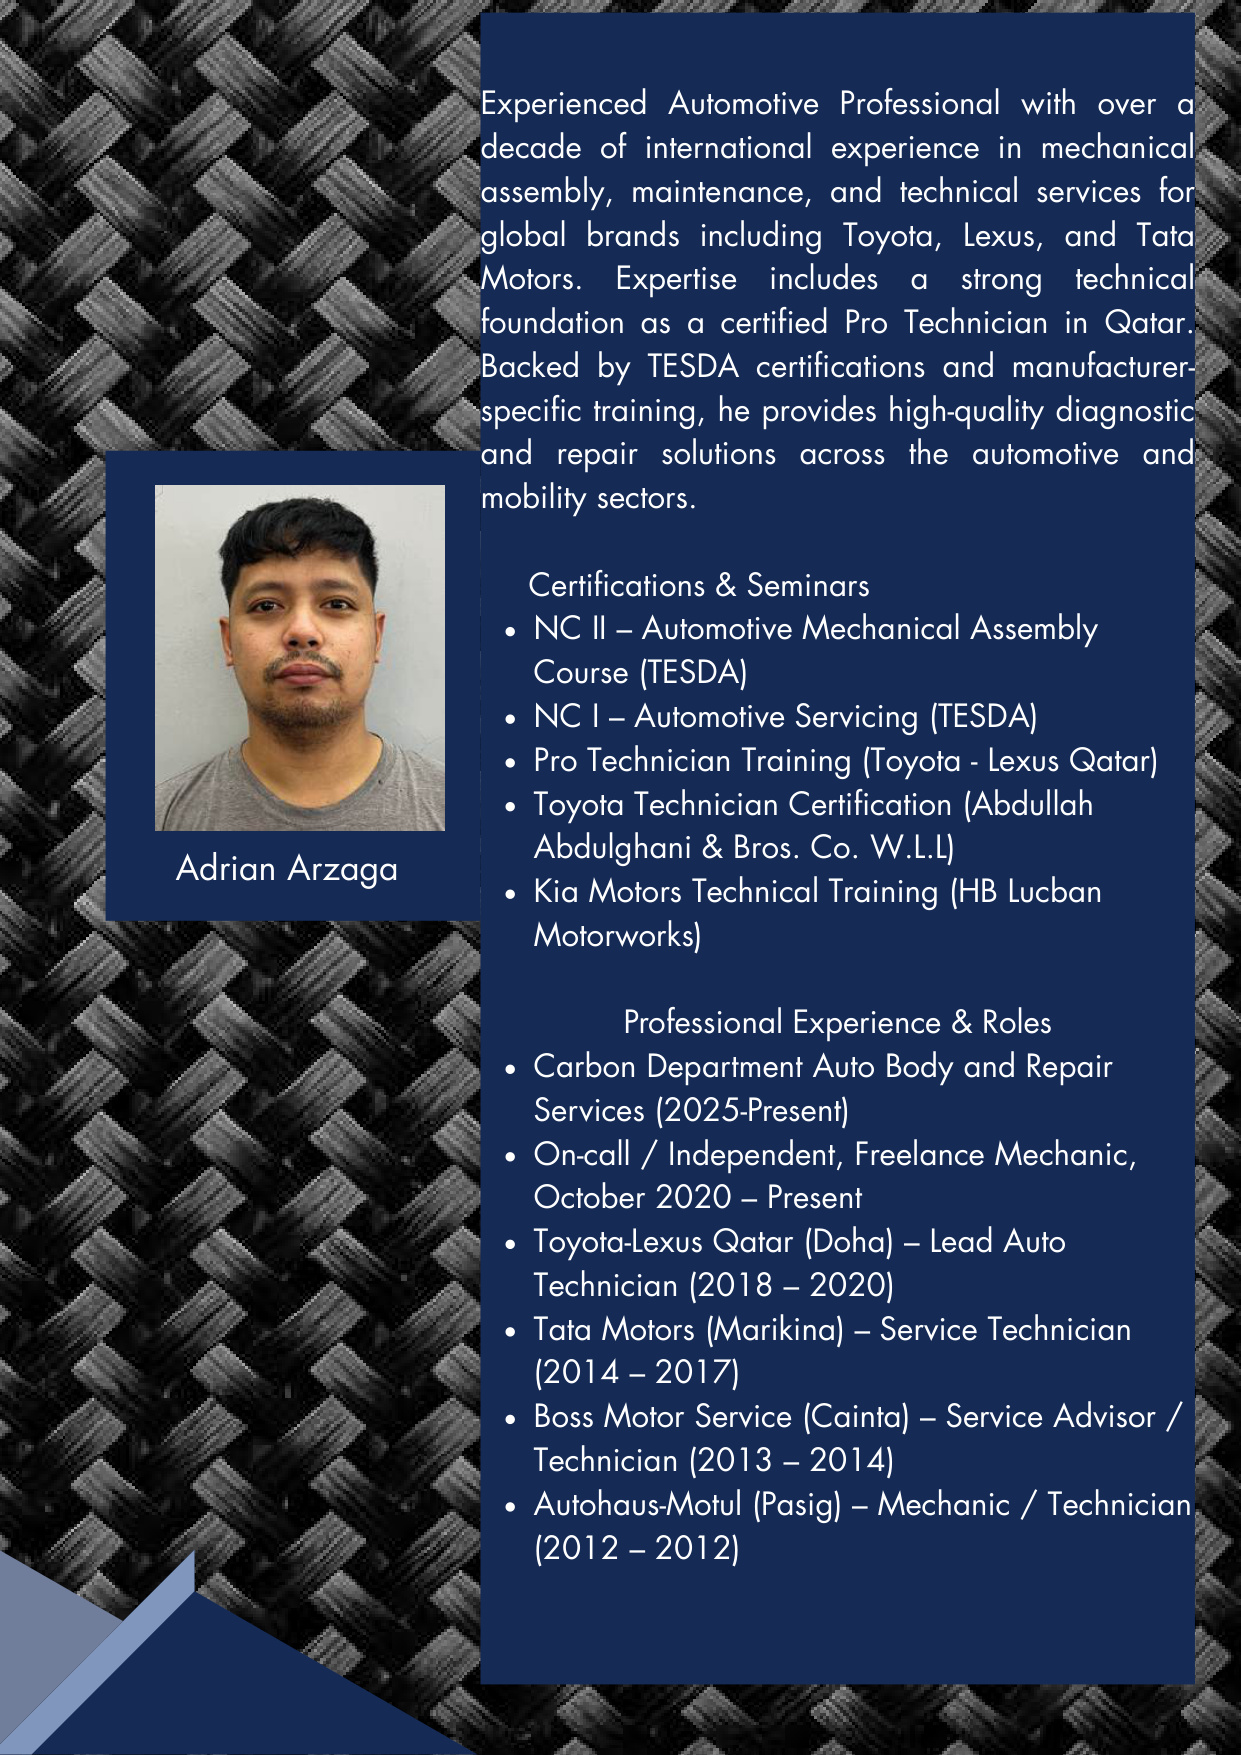 Experienced Automotive Professional with over a
decade of international experience in mechanical
assembly, maintenance, and technical services for
global brands including Toyota, Lexus, and Tata
Motors. Expertise includes a strong technical
foundation as a certified Pro Technician in Qatar.
Backed by TESDA certifications and manufacturer-
specific training, he provides high-quality diagnostic
and repair solutions across the automotive and
mobility sectors.
Adrian Arzaga
Certifications & Seminars
• NC II – Automotive Mechanical Assembly
Course (TESDA)
• NC I – Automotive Servicing (TESDA)
• Pro Technician Training (Toyota - Lexus Qatar)
• Toyota Technician Certification (Abdullah
Abdulghani & Bros. Co. W.L.L)
• Kia Motors Technical Training (HB Lucban
Motorworks)
Professional Experience & Roles
• Carbon Department Auto Body and Repair
Services (2025-Present)
• On-call / Independent, Freelance Mechanic,
October 2020 – Present
• Toyota-Lexus Qatar (Doha) – Lead Auto
Technician (2018 – 2020)
• Tata Motors (Marikina) – Service Technician
(2014 – 2017)
• Boss Motor Service (Cainta) – Service Advisor /
Technician (2013 – 2014)
• Autohaus-Motul (Pasig) – Mechanic / Technician
(2012 – 2012)